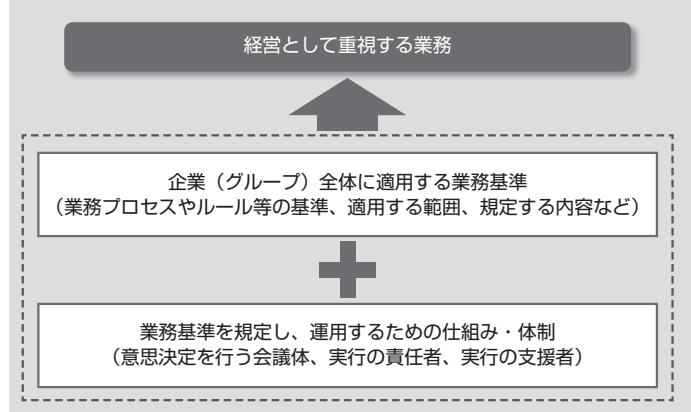 経営として重視する業務
企業（グループ）全体に適用する業務基準
（業務プロセスやルール等の基準、適用する範囲、規定する内容など）
業務基準を規定し、運用するための仕組み・体制
（意思決定を行う会議体、実行の責任者、実行の支援者）